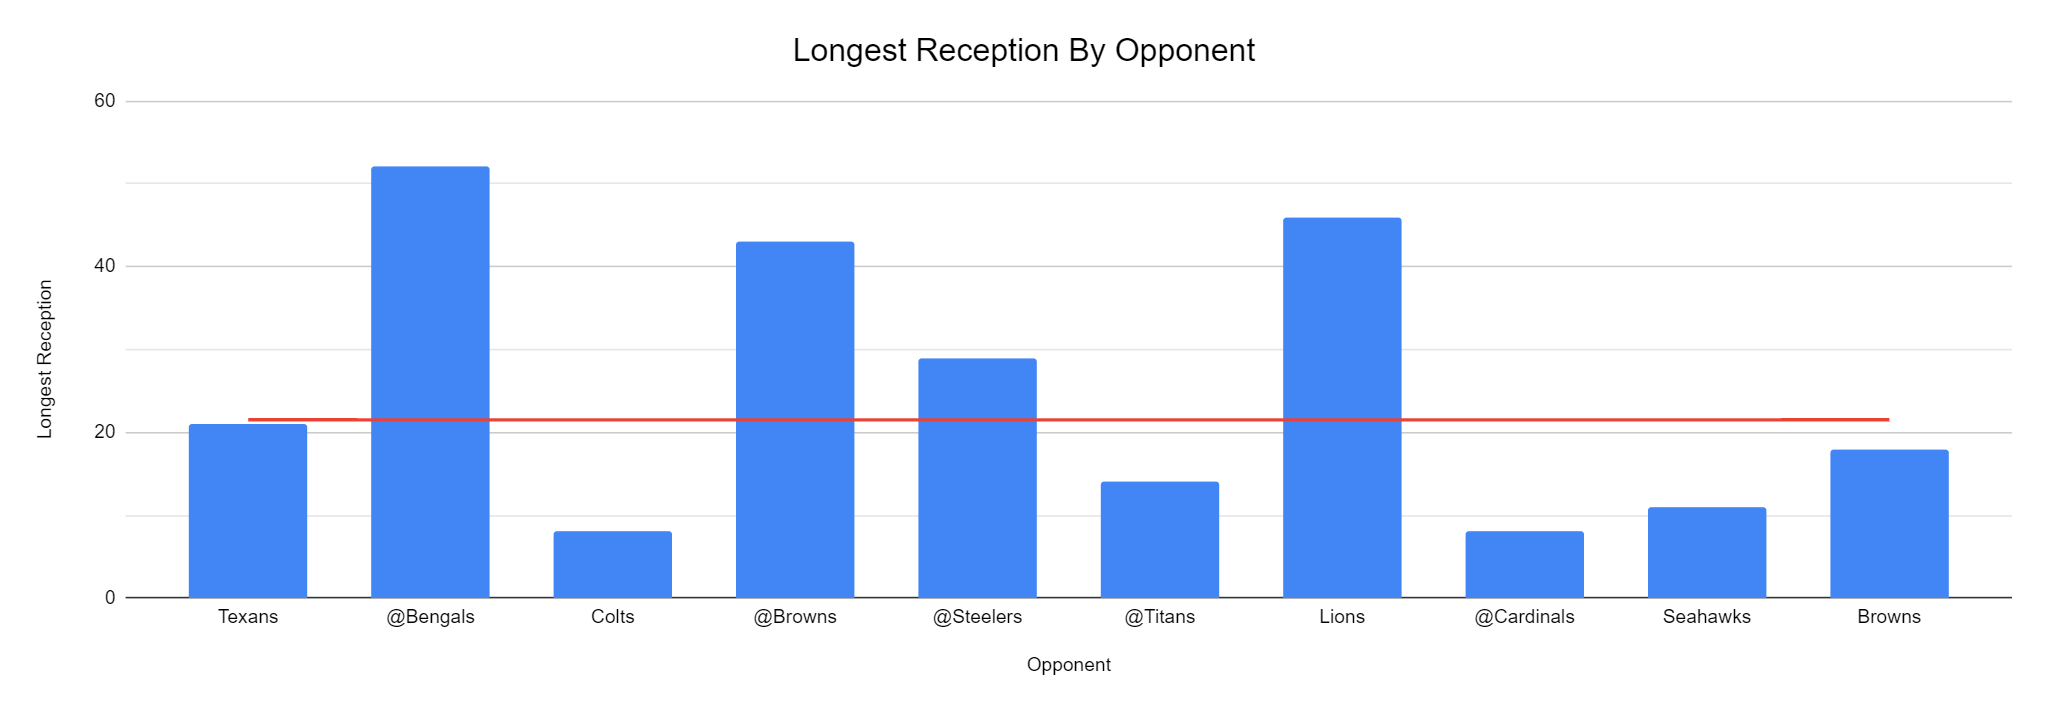 Longest Reception By Opponent
60
40
20
0
Longest Reception
Texans @Bengals Colts @Browns @Steelers @Titans Lions @Cardinals Seahawks Browns
Opponent